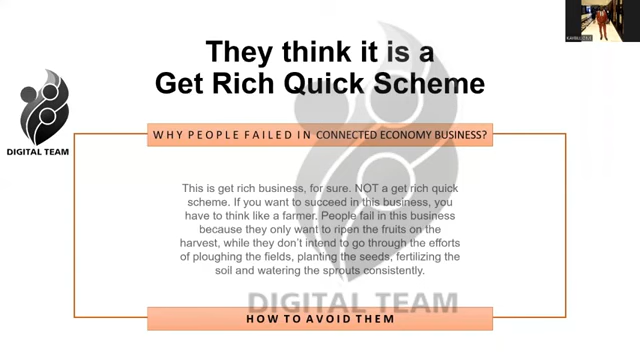 They think it is a
Get Rich Quick Scheme
DIGITAL TEAM
WHY PEOPLE FAILED IN CONNECTED ECONOMY BUSINESS?
This is get rich business, for sure. NOT a get rich quick
scheme. If you want to succeed in this business, you
have to think like a farmer. People fail in this business
because they only want to ripen the fruits on the
harvest, while they don't intend to go through the efforts
of ploughing the fields, planting the seeds, fertilizing the
soil and watering the sprouts consistently.
DIGITAL TEAM
HOW TO AVOID THEM